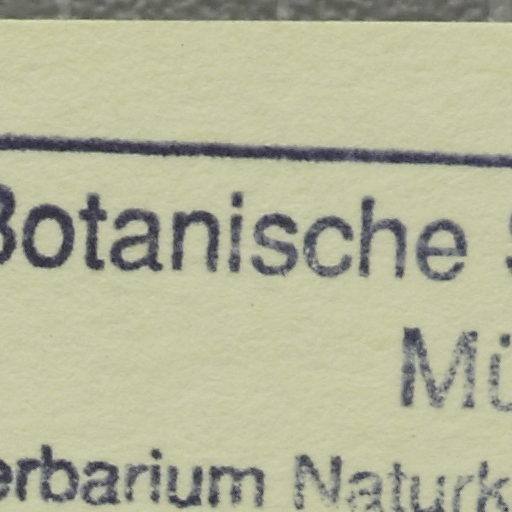 Botanische S
Mü
erbarium Naturk